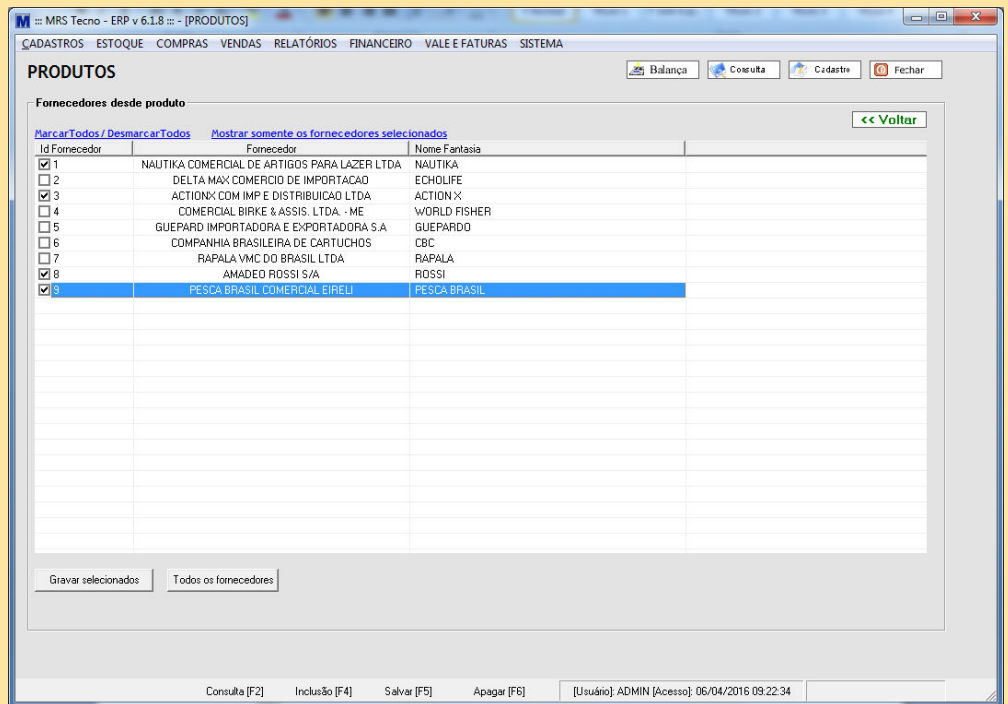 M ::: MRS Tecno - ERP v 6.1.8 ::: - [PRODUTOS]
CADASTROS ESTOQUE COMPRAS VENDAS RELATÓRIOS FINANCEIRO VALE E FATURAS SISTEMA
PRODUTOS Balança Consulta Cadastro Fechar
Fornecedores desde produto
<< Voltar
MarcarTodos / DesmarcarTodos Mostrar somente os fornecedores selecionados
Id Fornecedor Fornecedor Nome Fantasia
1 NAUTIKA COMERCIAL DE ARTIGOS PARA LAZER LTDA NAUTIKA
2 DELTA MAX COMERCIO DE IMPORTACAO ECHOLIFE
3 ACTIONX COM IMP E DISTRIBUICAO LTDA ACTION X
4 COMERCIAL BIRKE & ASSIS. LTDA. - ME WORLD FISHER
5 GUEPARD IMPORTADORA E EXPORTADORA S.A GUEPARDO
6 COMPANHIA BRASILEIRA DE CARTUCHOS CBC
7 RAPALA VMC DO BRASIL LTDA RAPALA
8 AMADEO ROSSI S/A ROSSI
9 PESCA BRASIL COMERCIAL EIRELI PESCA BRASIL
Gravar selecionados Todos os fornecedores
Consulta [F2] Inclusão [F4] Salvar [F5] Apagar [F6] [Usuário]: ADMIN [Acesso]: 06/04/2016 09:22:34